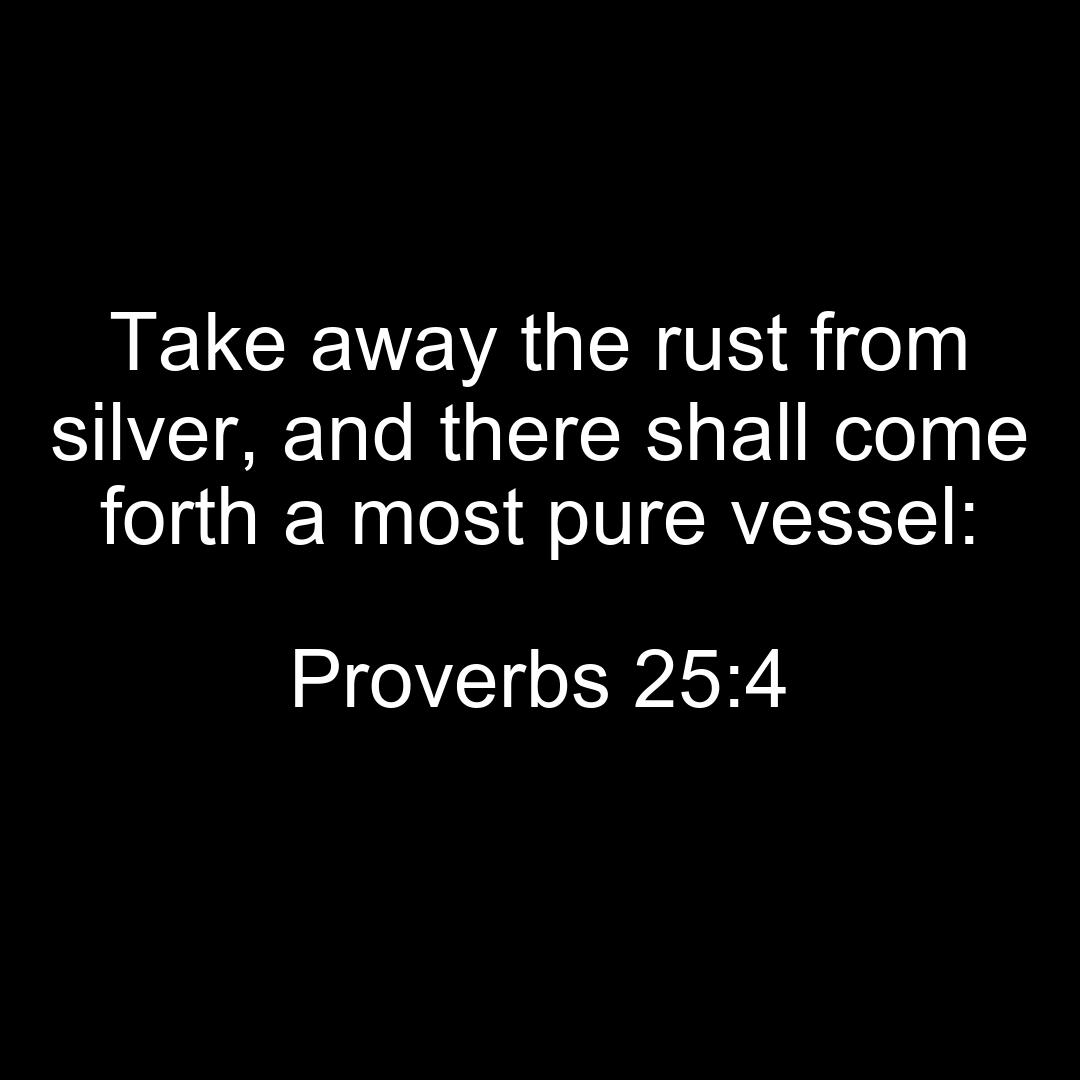 Take away the rust from
silver, and there shall come
forth a most pure vessel:
Proverbs 25:4